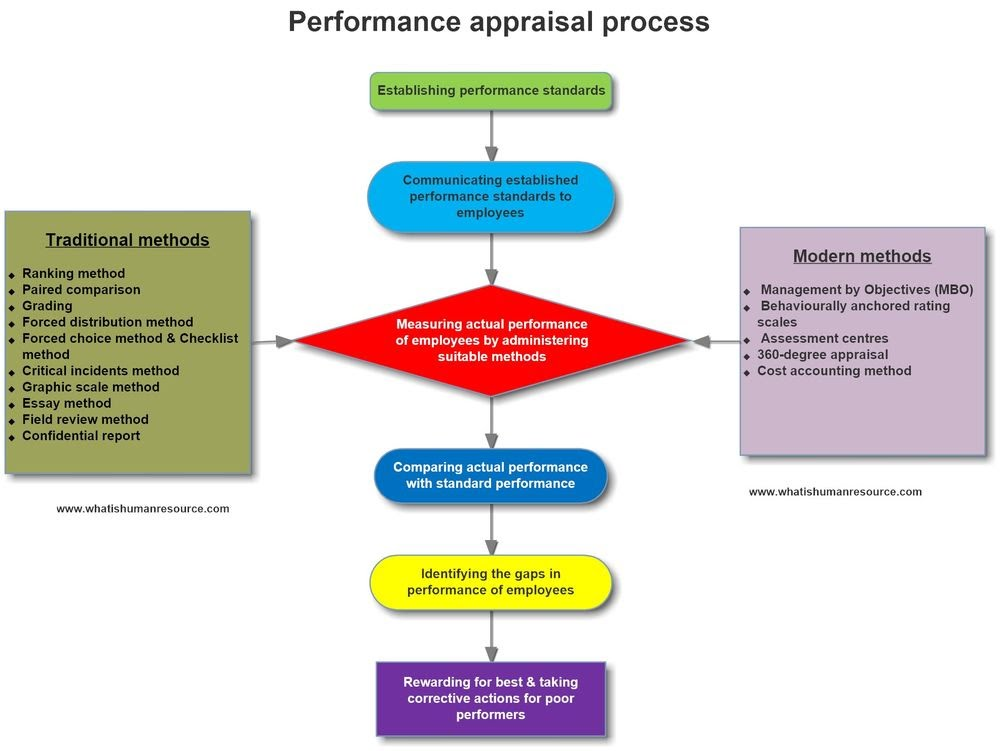 Performance appraisal process
Establishing performance standards
Communicating established
performance standards to
employees
Traditional methods
Ranking method
Paired comparison
Grading
Forced distribution method
Forced choice method & Checklist
method
Critical incidents method
Graphic scale method
Essay method
Field review method
Confidential report
www.whatishumanresource.com
Measuring actual performance
of employees by administering
suitable methods
Modern methods
Management by Objectives (MBO)
Behaviourally anchored rating
scales
Assessment centres
360-degree appraisal
Cost accounting method
www.whatishumanresource.com
Comparing actual performance
with standard performance
Identifying the gaps in
performance of employees
Rewarding for best & taking
corrective actions for poor
performers